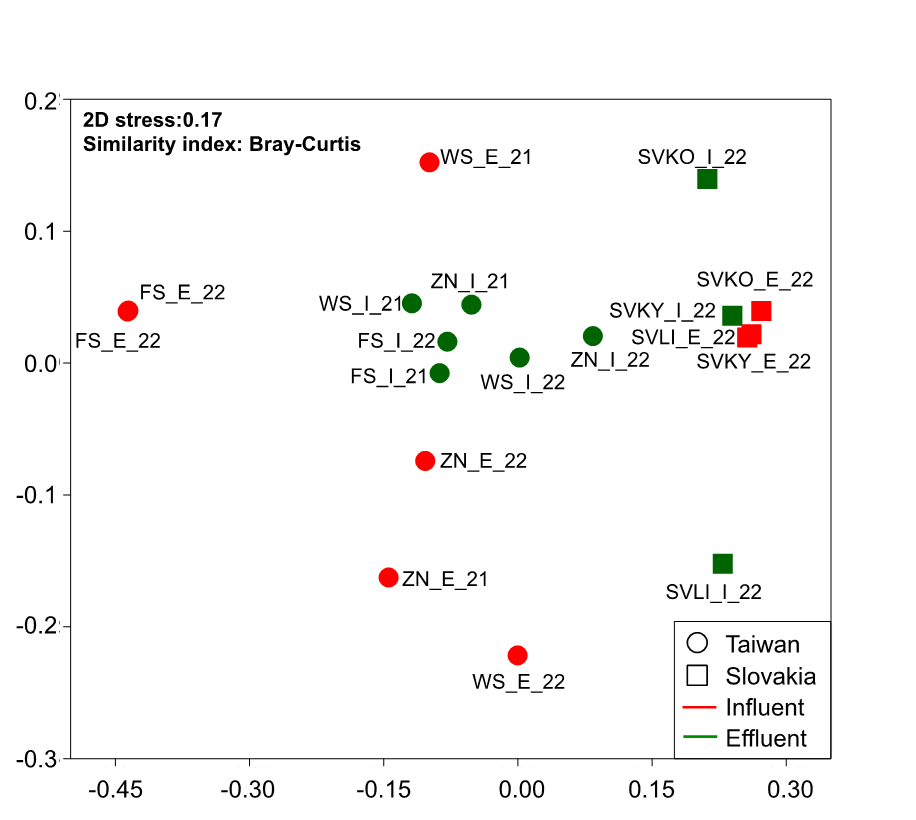 0.2
2D stress:0.17
Similarity index: Bray-Curtis
WS_E_21
SVKO_I_22
0.1
ZN_I_21
SVKO_E_22
FS_E_22
WS_I_21
SVKY_I_22
FS_E_22
FS_I_22
SVLI_E_22
0.0
ZN_I_22
SVKY_E_22
FS_I_21
WS_I_22
ZN_E_22
-0.1
ZN_E_21
SVLI_I_22
-0.2
WS_E_22
Taiwan
Slovakia
Influent
Effluent
-0.3
-0.45 -0.30 -0.15 0.00 0.15 0.30